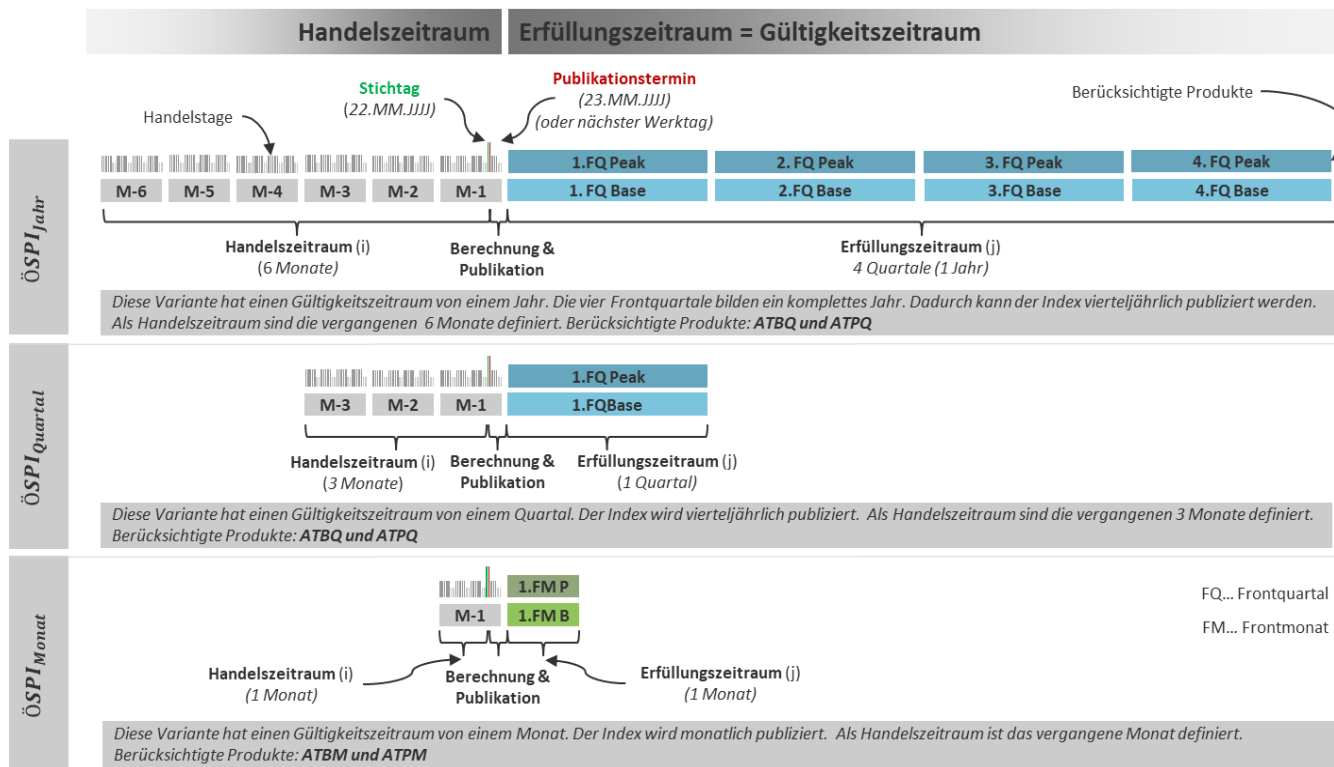 Handelszeitraum
Erfüllungszeitraum = Gültigkeitszeitraum
Stichtag
(22.MM.JJJJ)
Publikationstermin
(23.MM.JJJJ)
(oder nächster Werktag)
Handelstage
Berücksichtigte Produkte
ÖSPI Jahr
1.FQ Peak
2. FQ Peak
3. FQ Peak
4. FQ Peak
M-6
M-5
M-4
M-3
M-2
M-1
1. FQ Base
2.FQ Base
3.FQ Base
4.FQ Base
Handelszeitraum (i)
(6 Monate)
Berechnung &
Publikation
Erfüllungszeitraum (j)
4 Quartale (1 Jahr)
Diese Variante hat einen Gültigkeitszeitraum von einem Jahr. Die vier Frontquartale bilden ein komplettes Jahr. Dadurch kann der Index vierteljährlich publiziert werden.
Als Handelszeitraum sind die vergangenen 6 Monate definiert. Berücksichtigte Produkte: ATBQ und ATPQ
ÖSPI Quartal
1.FQ Peak
M-3
M-2
M-1
1.FQBase
Handelszeitraum (i)
(3 Monate)
Berechnung &
Publikation
Erfüllungszeitraum (j)
(1 Quartal)
Diese Variante hat einen Gültigkeitszeitraum von einem Quartal. Der Index wird vierteljährlich publiziert. Als Handelszeitraum sind die vergangenen 3 Monate definiert.
Berücksichtigte Produkte: ATBQ und ATPQ
ÖSPI Monat
1.FM P
M-1
1.FM B
FQ... Frontquartal
FM... Frontmonat
Handelszeitraum (i)
(1 Monat)
Berechnung &
Publikation
Erfüllungszeitraum (j)
(1 Monat)
Diese Variante hat einen Gültigkeitszeitraum von einem Monat. Der Index wird monatlich publiziert. Als Handelszeitraum ist das vergangene Monat definiert.
Berücksichtigte Produkte: ATBM und ATPM